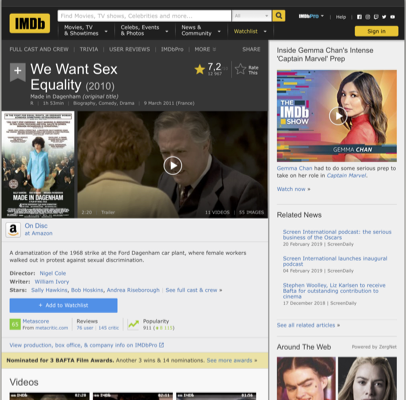 IMDb
Find Movies, TV shows, Celebrities and more...
All
IMDbPro
Help
Movies, TV
& Showtimes
Celebs, Events
& Photos
News &
Community
Watchlist
Sign in
FULL CAST AND CREW | TRIVIA | USER REVIEWS | IMDbPro | MORE
SHARE
We Want Sex
Equality (2010)
7,2
Rate
This
Made in Dagenham (original title)
R | 1h 53min | Biography, Comedy, Drama | 9 March 2011 (France)
MADE IN
DAGENHAM
2:20 Trailer
11 VIDEOS | 35 IMAGES
On Disc
at Amazon
A dramatization of the 1968 strike at the Ford Dagenham car plant, where female workers
walked out in protest against sexual discrimination.
Director: Nigel Cole
Writer: William Ivory
Stars: Sally Hawkins, Bob Hoskins, Andrea Riseborough | See full cast & crew »
+ Add to Watchlist
Metascore
From metacritic.com
Reviews
76 user | 145 critic
Popularity
View production, box office, & company info on IMDbPro
Nominated for 3 BAFTA Film Awards. Another 3 wins & 14 nominations. See more awards »
Videos
Inside Gemma Chan's Intense
'Captain Marvel' Prep
THE
IMDb
SHOW
GEMMA CHAN
Gemma Chan had to do some serious prep to
take on her role in Captain Marvel.
Watch now »
Related News
Screen International podcast: the serious
business of the Oscars
20 February 2019 | ScreenDaily
Screen International launches inaugural
podcast
04 February 2019 | ScreenDaily
Stephen Woolley, Liz Karlsen to receive
Bafta for outstanding contribution to
cinema
17 December 2018 | ScreenDaily
See all related articles »
Around The Web
Powered by ZergNet